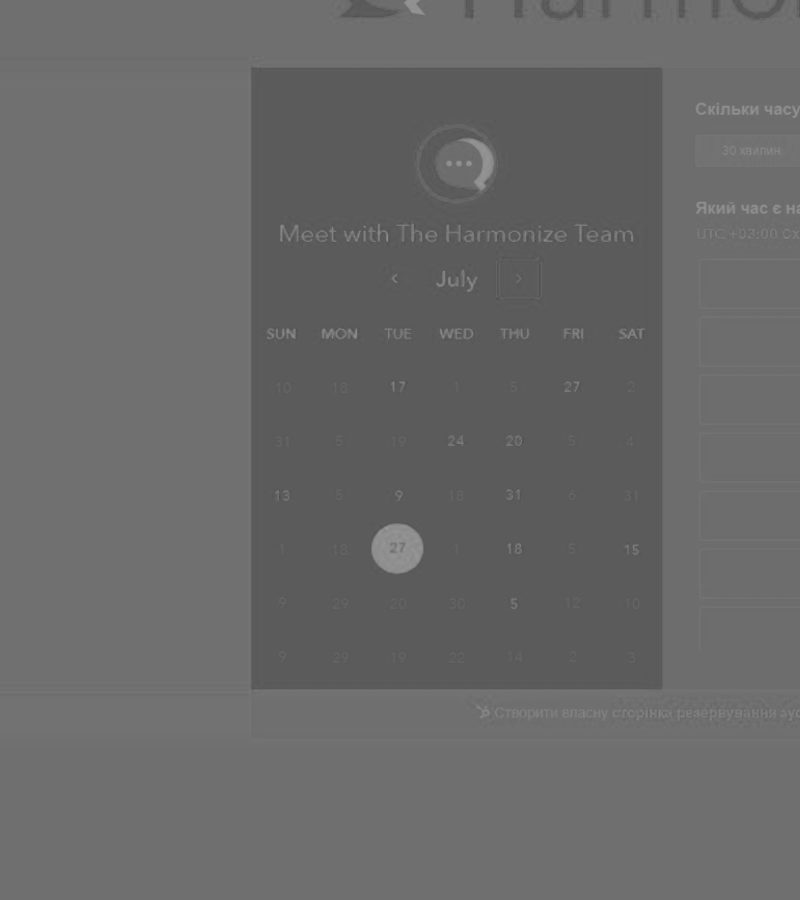 Harmo
Скільки часу
30 хвилин
Meet with The Harmonize Team
Який час є на
UTC +03:00 Сх
July
SUN MON TUE WED THU FRI SAT
10 18 17 1 5 27 2
31 5 19 24 20 5 4
13 5 9 18 31 6 31
1 18 27 1 18 5 15
9 29 20 30 5 12 10
9 29 19 22 14 2 3
Створити власну сторінка резервування